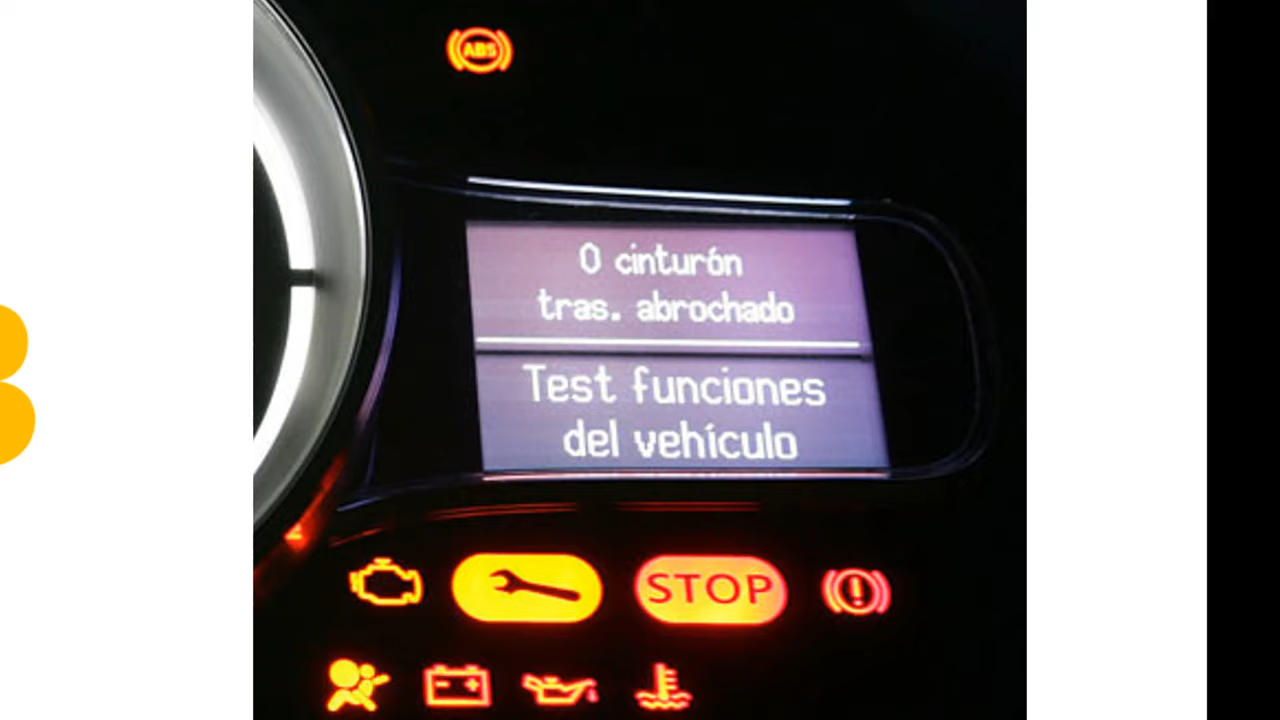 ABS
0 cinturón
tras. abrochado
Test funciones
del vehículo
STOP